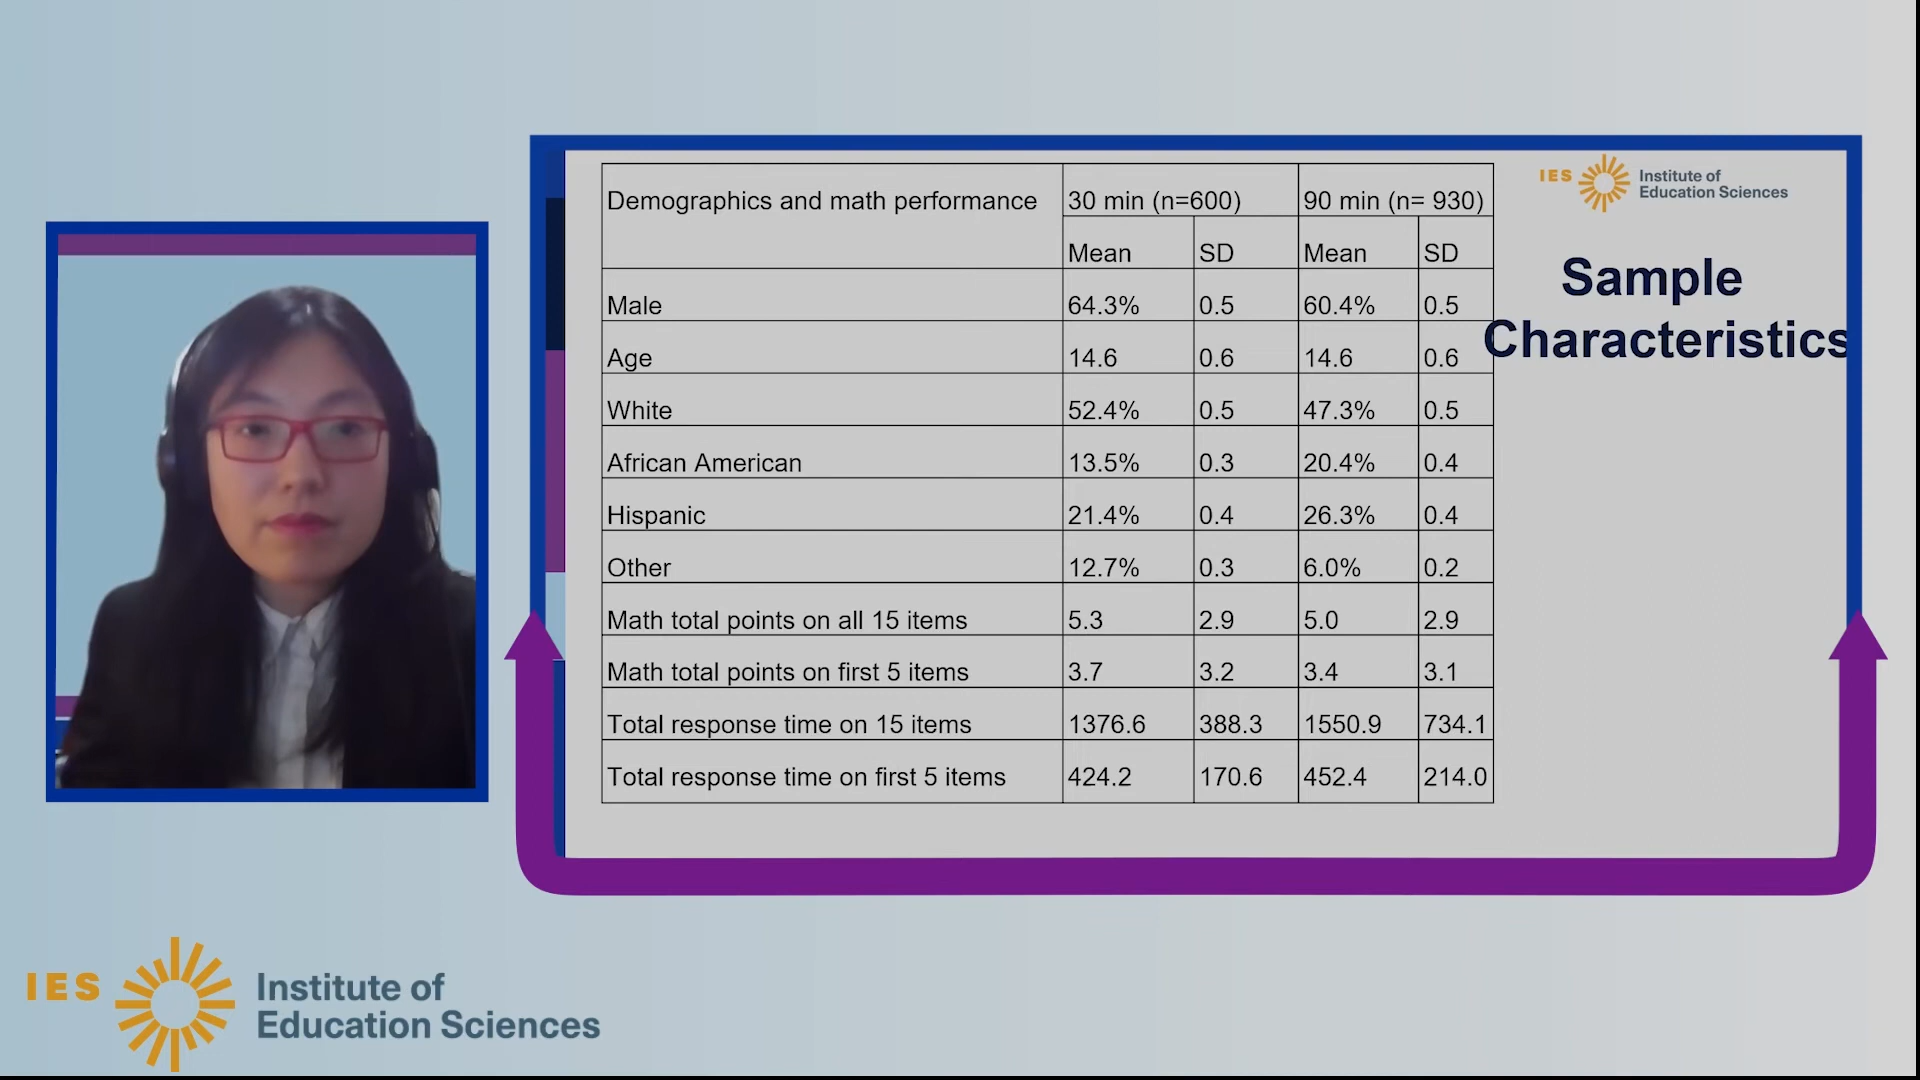 Demographics and math performance 30 min (n=600) 90 min (n= 930)
Mean SD Mean SD
Male 64.3% 0.5 60.4% 0.5
Age 14.6 0.6 14.6 0.6
White 52.4% 0.5 47.3% 0.5
African American 13.5% 0.3 20.4% 0.4
Hispanic 21.4% 0.4 26.3% 0.4
Other 12.7% 0.3 6.0% 0.2
Math total points on all 15 items 5.3 2.9 5.0 2.9
Math total points on first 5 items 3.7 3.2 3.4 3.1
Total response time on 15 items 1376.6 388.3 1550.9 734.1
Total response time on first 5 items 424.2 170.6 452.4 214.0
IES Institute of
Education Sciences
Sample
Characteristics
IES Institute of
Education Sciences